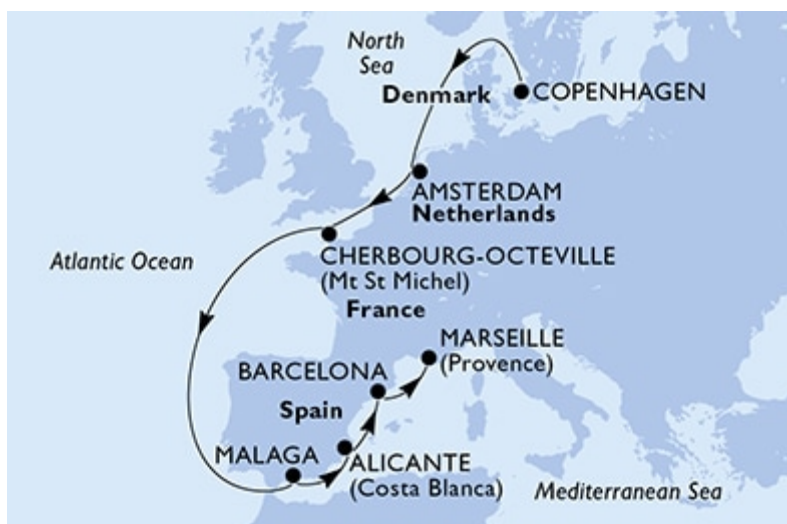 North
Sea
Denmark
COPENHAGEN
AMSTERDAM
Netherlands
CHERBOURG-OCTEVILLE
(Mt St Michel)
Atlantic Ocean
France
MARSEILLE
(Provence)
BARCELONA
Spain
MALAGA
ALICANTE
(Costa Blanca)
Mediterranean Sea